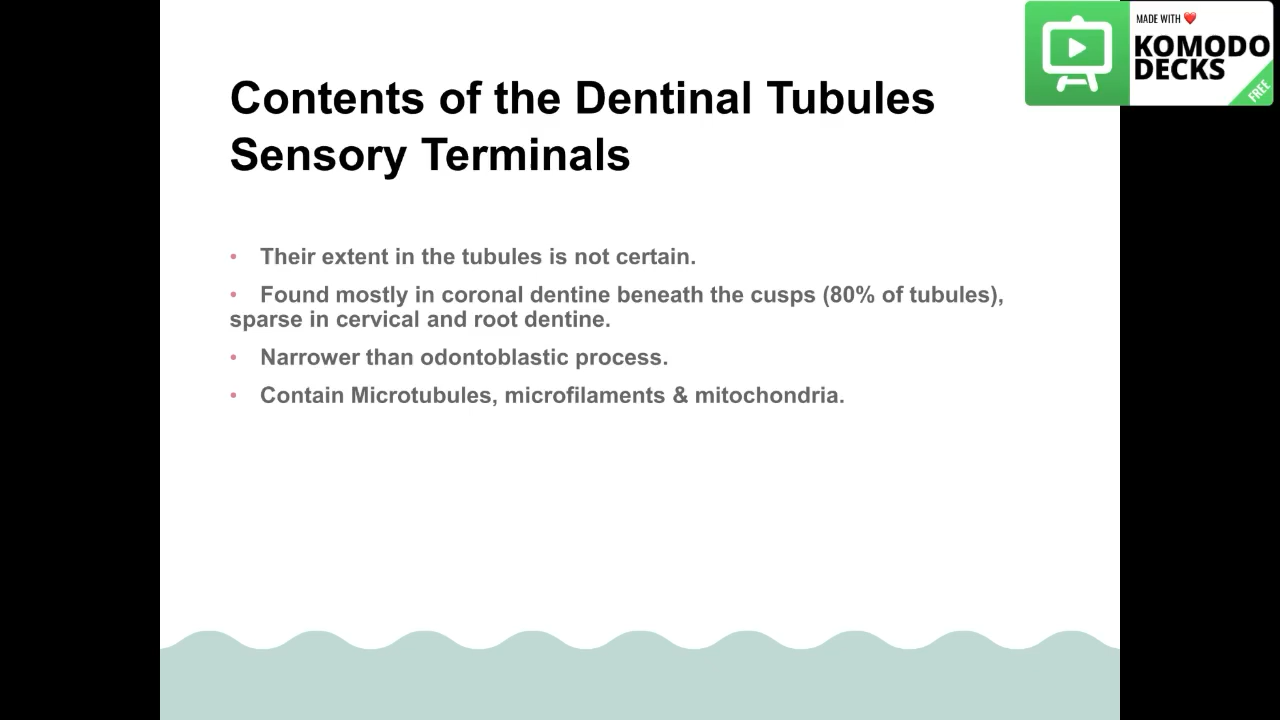 MADE WITH ❤️
KOMODO
DECKS
FREE
Contents of the Dentinal Tubules
Sensory Terminals
• Their extent in the tubules is not certain.
• Found mostly in coronal dentine beneath the cusps (80% of tubules),
sparse in cervical and root dentine.
• Narrower than odontoblastic process.
• Contain Microtubules, microfilaments & mitochondria.